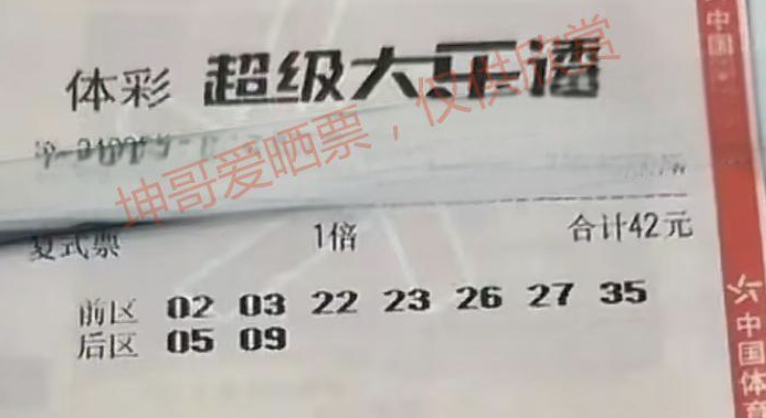 体彩 超级大乐透
坤哥爱晒票，仅供欣赏
复式票 1倍 合计42元
前区 02 03 22 23 26 27 35
后区 05 09
中国
中国体育